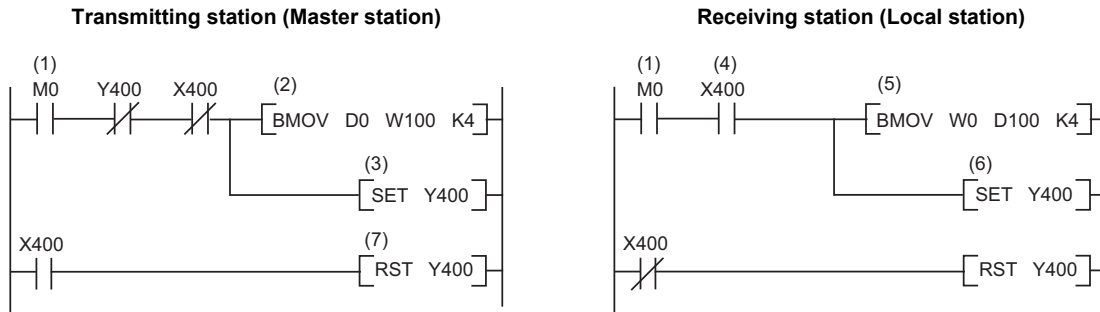 Transmitting station (Master station)
(1)
M0 Y400 X400 (2)
BMOV D0 W100 K4
(3)
SET Y400
X400 (7)
RST Y400
Receiving station (Local station)
(1) (4)
M0 X400 (5)
BMOV W0 D100 K4
(6)
SET Y400
X400
RST Y400